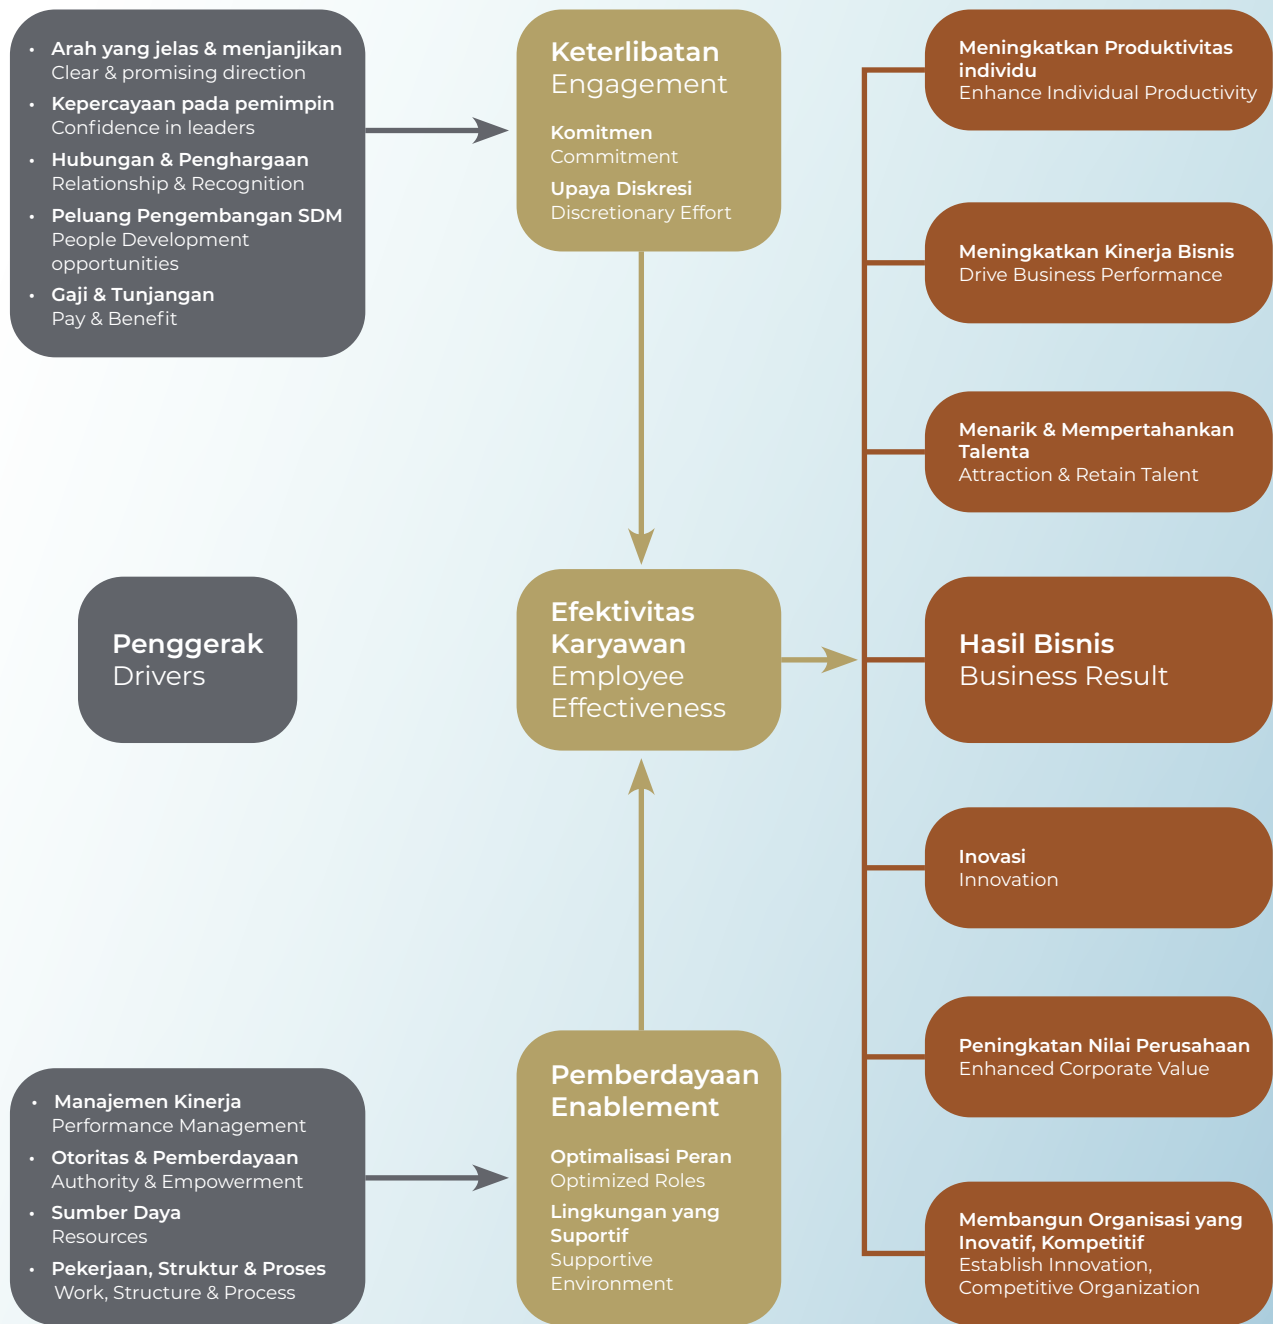 • Arah yang jelas & menjanjikan
Clear & promising direction
• Kepercayaan pada pemimpin
Confidence in leaders
• Hubungan & Penghargaan
Relationship & Recognition
• Peluang Pengembangan SDM
People Development
opportunities
• Gaji & Tunjangan
Pay & Benefit
Penggerak
Drivers
• Manajemen Kinerja
Performance Management
• Otoritas & Pemberdayaan
Authority & Empowerment
• Sumber Daya
Resources
• Pekerjaan, Struktur & Proses
Work, Structure & Process
Keterlibatan
Engagement
Komitmen
Commitment
Upaya Diskresi
Discretionary Effort
Efektivitas
Karyawan
Employee
Effectiveness
Pemberdayaan
Enablement
Optimalisasi Peran
Optimized Roles
Lingkungan yang
Suportif
Supportive
Environment
Meningkatkan Produktivitas
individu
Enhance Individual Productivity
Meningkatkan Kinerja Bisnis
Drive Business Performance
Menarik & Mempertahankan
Talenta
Attraction & Retain Talent
Hasil Bisnis
Business Result
Inovasi
Innovation
Peningkatan Nilai Perusahaan
Enhanced Corporate Value
Membangun Organisasi yang
Inovatif, Kompetitif
Establish Innovation,
Competitive Organization